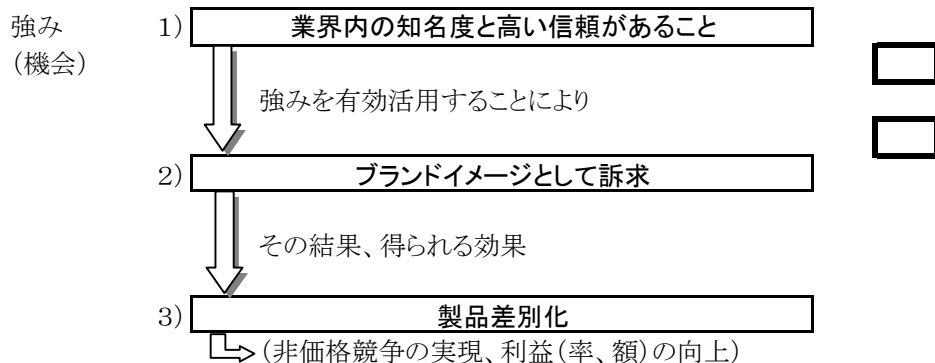 強み
(機会)
1) 業界内の知名度と高い信頼があること
強みを有効活用することにより
2) ブランドイメージとして訴求
その結果、得られる効果
3) 製品差別化
(非価格競争の実現、利益(率、額)の向上)